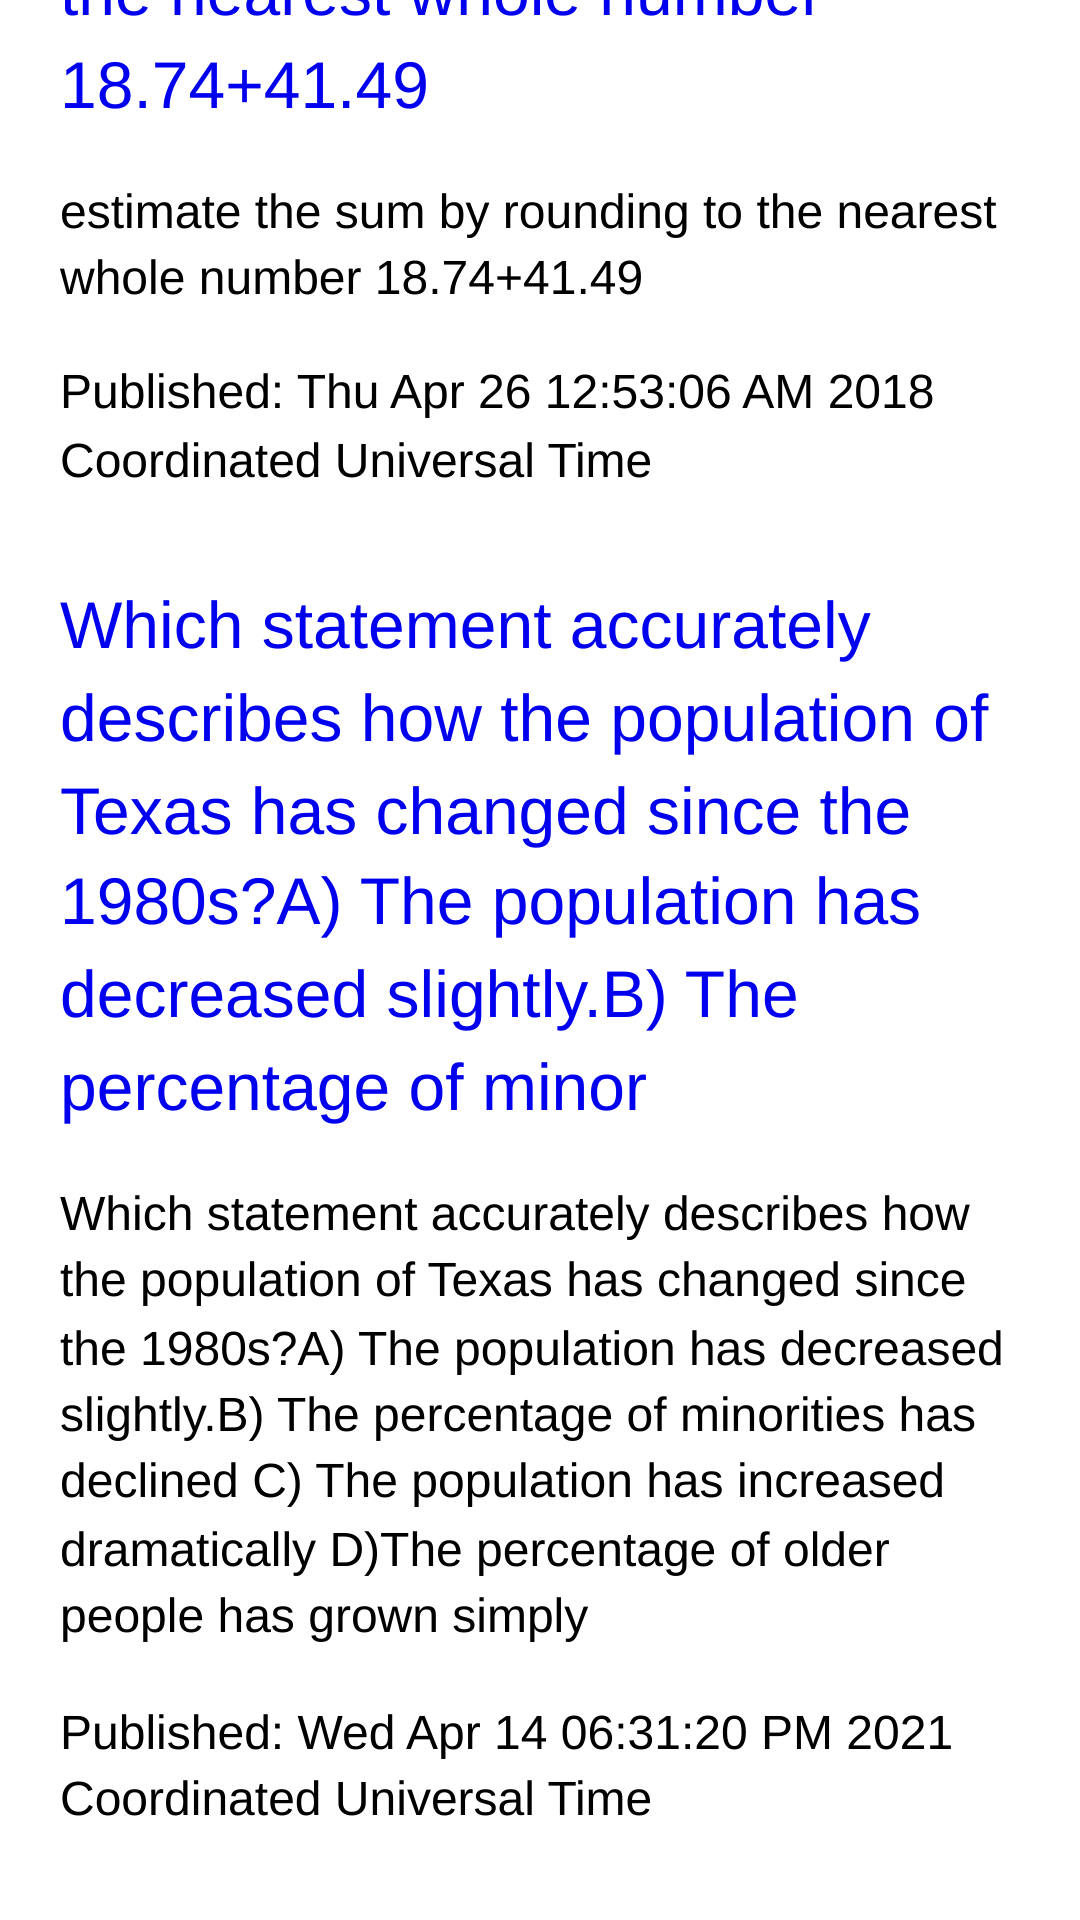 the nearest whole number
18.74+41.49
estimate the sum by rounding to the nearest
whole number 18.74+41.49
Published: Thu Apr 26 12:53:06 AM 2018
Coordinated Universal Time
Which statement accurately
describes how the population of
Texas has changed since the
1980s?A) The population has
decreased slightly.B) The
percentage of minor
Which statement accurately describes how
the population of Texas has changed since
the 1980s?A) The population has decreased
slightly.B) The percentage of minorities has
declined C) The population has increased
dramatically D)The percentage of older
people has grown simply
Published: Wed Apr 14 06:31:20 PM 2021
Coordinated Universal Time